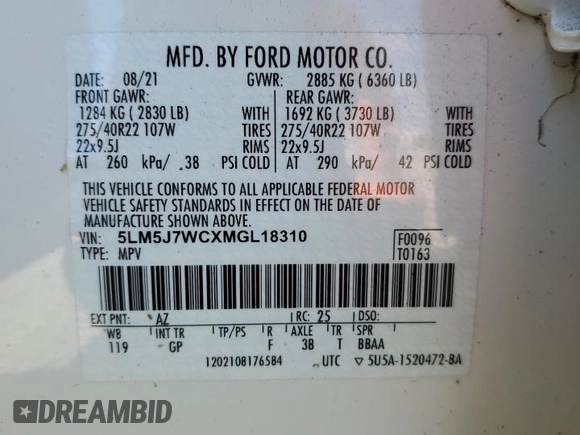 MFD. BY FORD MOTOR CO.
DATE: 08/21 GVWR: 2885 KG ( 6360 LB)
FRONT GAWR: REAR GAWR:
1284 KG ( 2830 LB) WITH 1692 KG ( 3730 LB) WITH
275/40R22 107W TIRES 275/40R22 107W TIRES
22x9.5J RIMS 22x9.5J RIMS
AT 260 kPa/ 38 PSI COLD AT 290 kPa/ 42 PSI COLD
THIS VEHICLE CONFORMS TO ALL APPLICABLE FEDERAL MOTOR
VEHICLE SAFETY STANDARDS IN EFFECT ON THE DATE OF
MANUFACTURE SHOWN ABOVE.
VIN: 5LM5J7WCXMGL18310 F0096
TYPE: MPV T0163
EXT PNT: AZ RC: 25 DSO:
WB INT TR TP/PS R AXLE TR SPR
119 GP F 3B T BBAA
1202108176584 UTC ▽ 5U5A-1520472-BA
DREAMBID